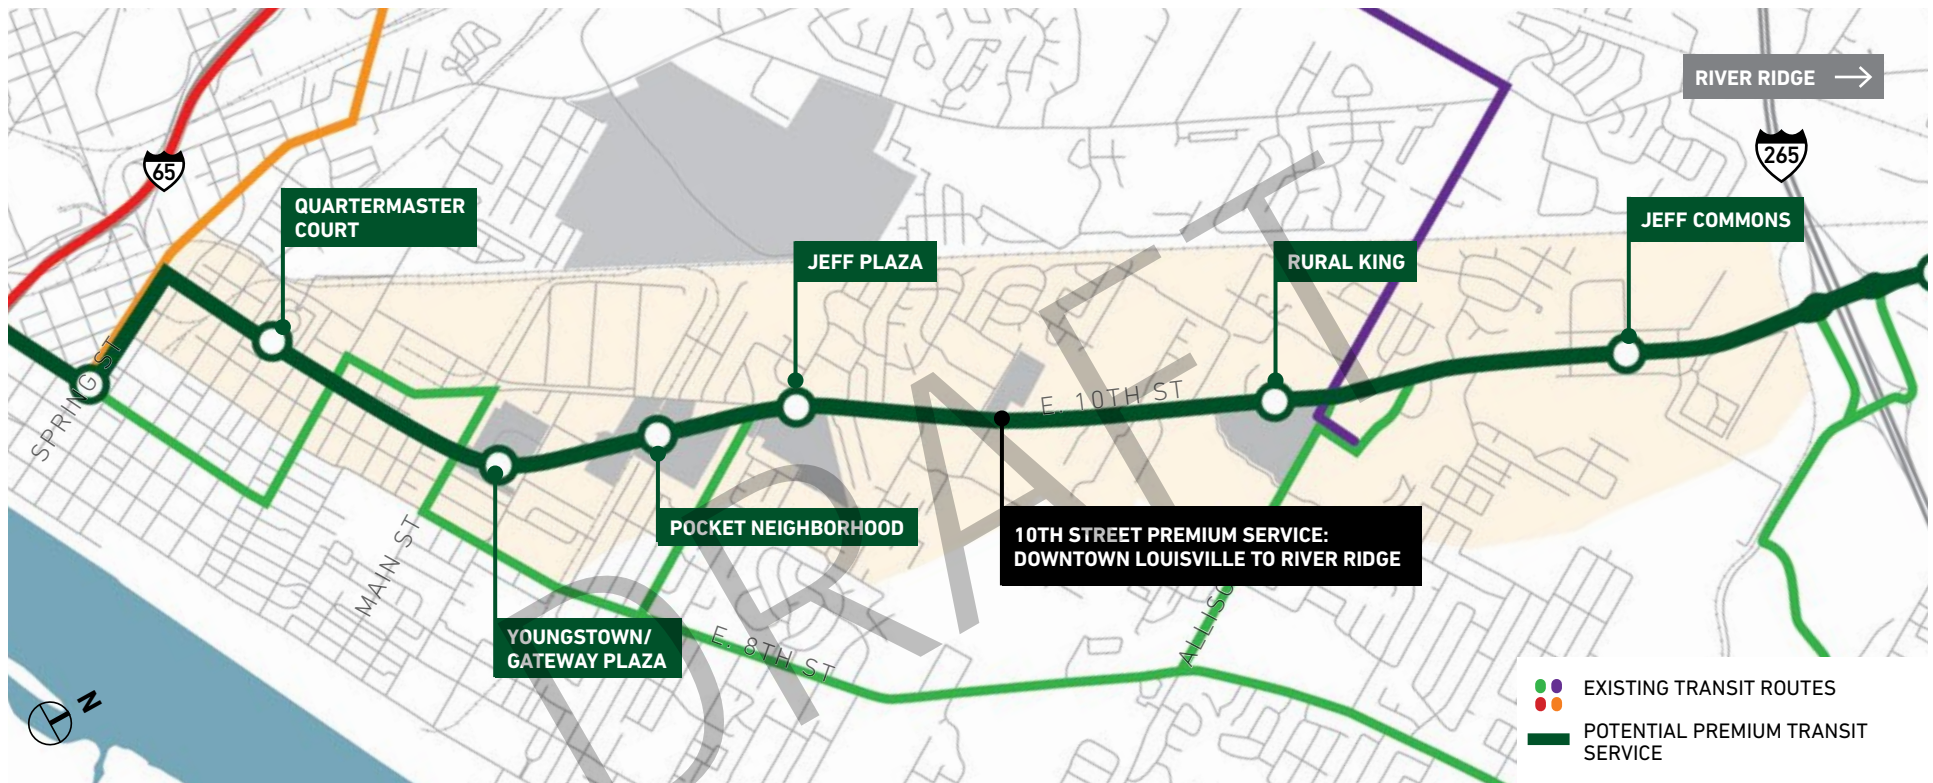 RIVER RIDGE
65
265
QUARTERMASTER
COURT
JEFF COMMONS
JEFF PLAZA
RURAL KING
SPRING ST
E. 10TH ST
POCKET NEIGHBORHOOD
10TH STREET PREMIUM SERVICE:
DOWNTOWN LOUISVILLE TO RIVER RIDGE
MAIN ST
YOUNGSTOWN/
GATEWAY PLAZA
E. 8TH ST
DRAFT
N
EXISTING TRANSIT ROUTES
POTENTIAL PREMIUM TRANSIT
SERVICE